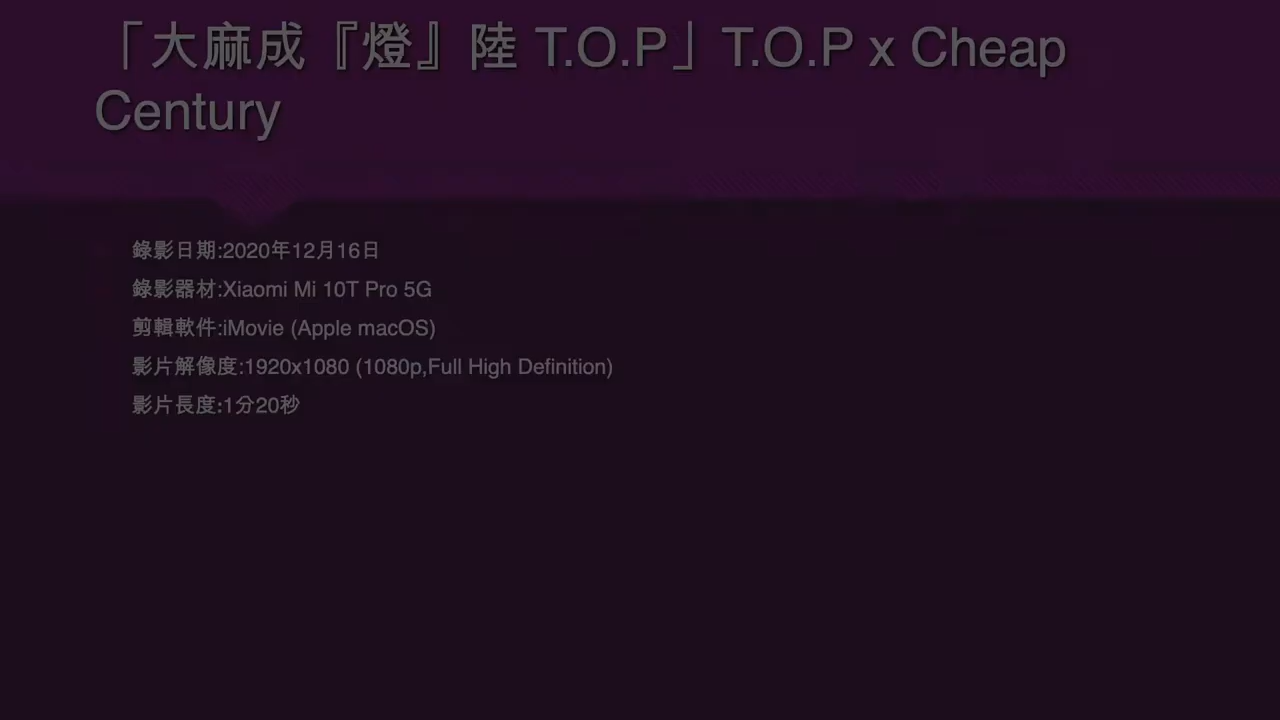 「大麻成『燈』陸 T.O.P」T.O.P x Cheap
Century
錄影日期:2020年12月16日
錄影器材:Xiaomi Mi 10T Pro 5G
剪輯軟件:iMovie (Apple macOS)
影片解像度:1920x1080 (1080p,Full High Definition)
影片長度:1分20秒